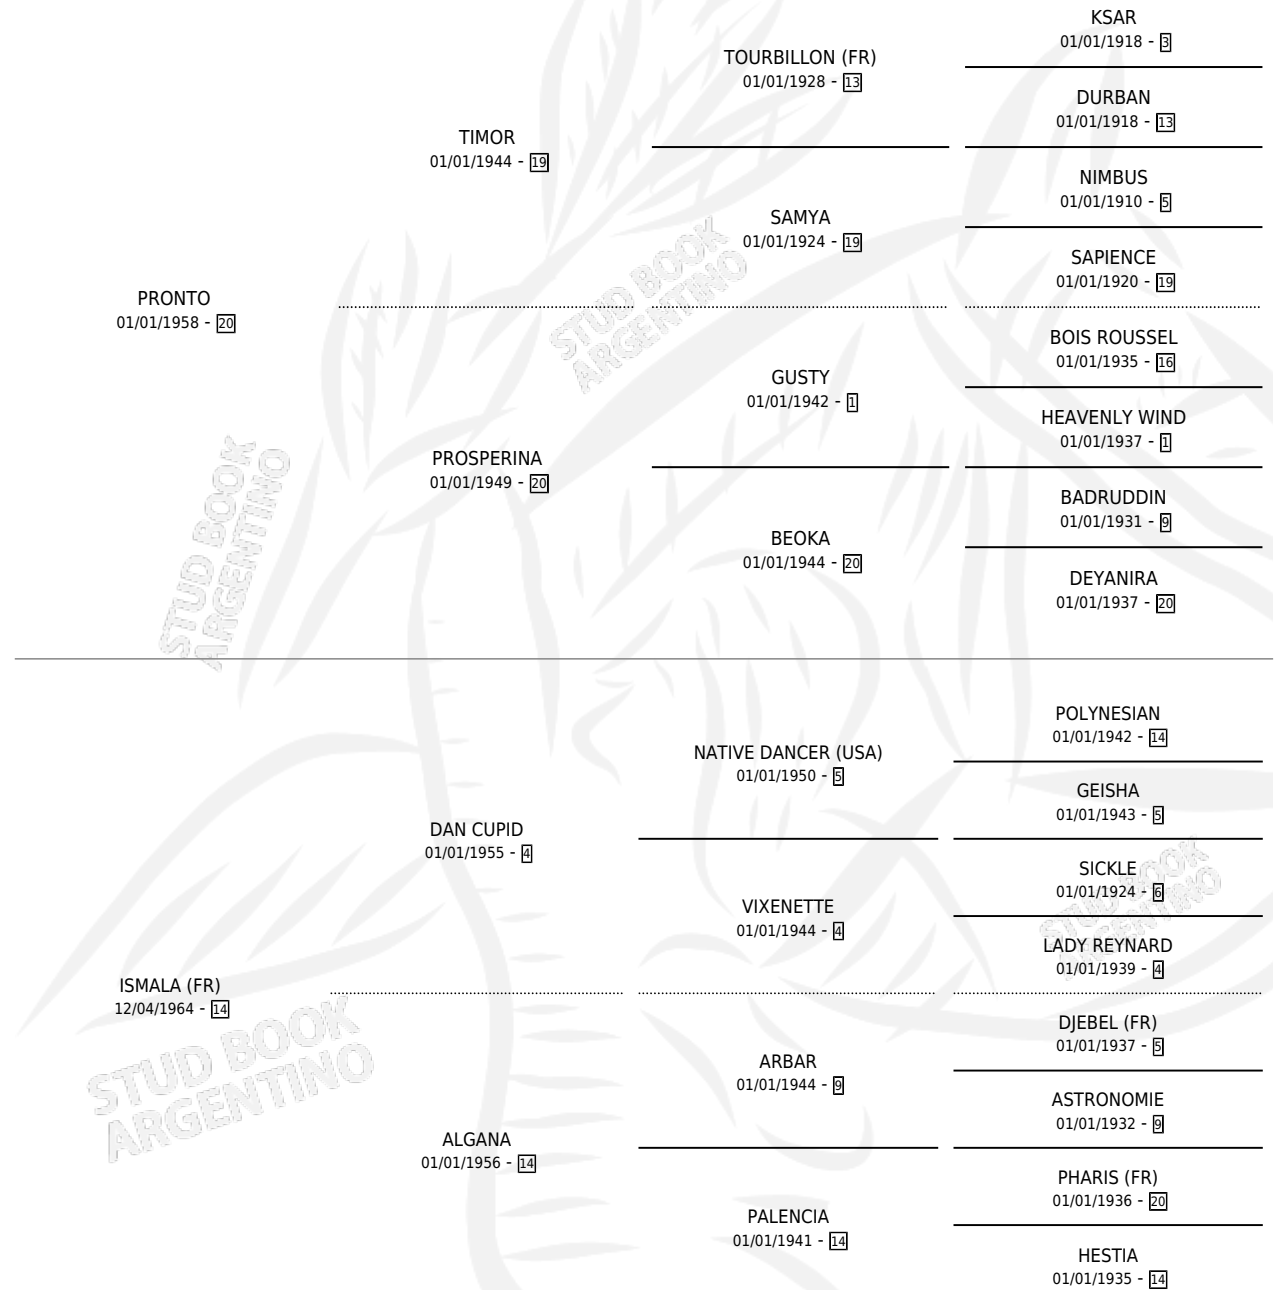 KSAR
01/01/1918 - 3
TOURBILLON (FR)
01/01/1928 - 13
DURBAN
01/01/1918 - 13
TIMOR
01/01/1944 - 19
NIMBUS
01/01/1910 - 5
SAMYA
01/01/1924 - 19
SAPIENCE
01/01/1920 - 19
PRONTO
01/01/1958 - 20
BOIS ROUSSEL
01/01/1935 - 16
GUSTY
01/01/1942 - 1
HEAVENLY WIND
01/01/1937 - 1
PROSPERINA
01/01/1949 - 20
BADRUDDIN
01/01/1931 - 9
BEOKA
01/01/1944 - 20
DEYANIRA
01/01/1937 - 20
STUD BOOK
ARGENTINO
STUD BOOK
ARGENTINO
POLYNESIAN
01/01/1942 - 14
NATIVE DANCER (USA)
01/01/1950 - 5
GEISHA
01/01/1943 - 5
DAN CUPID
01/01/1955 - 4
SICKLE
01/01/1924 - 6
VIXENETTE
01/01/1944 - 4
LADY REYNARD
01/01/1939 - 4
STUD BOOK
ARGENTINO
ISMALA (FR)
12/04/1964 - 14
DJEBEL (FR)
01/01/1937 - 5
ARBAR
01/01/1944 - 9
ASTRONOMIE
01/01/1932 - 9
STUD BOOK
ARGENTINO
ALGANA
01/01/1956 - 14
PHARIS (FR)
01/01/1936 - 20
PALENCIA
01/01/1941 - 14
HESTIA
01/01/1935 - 14